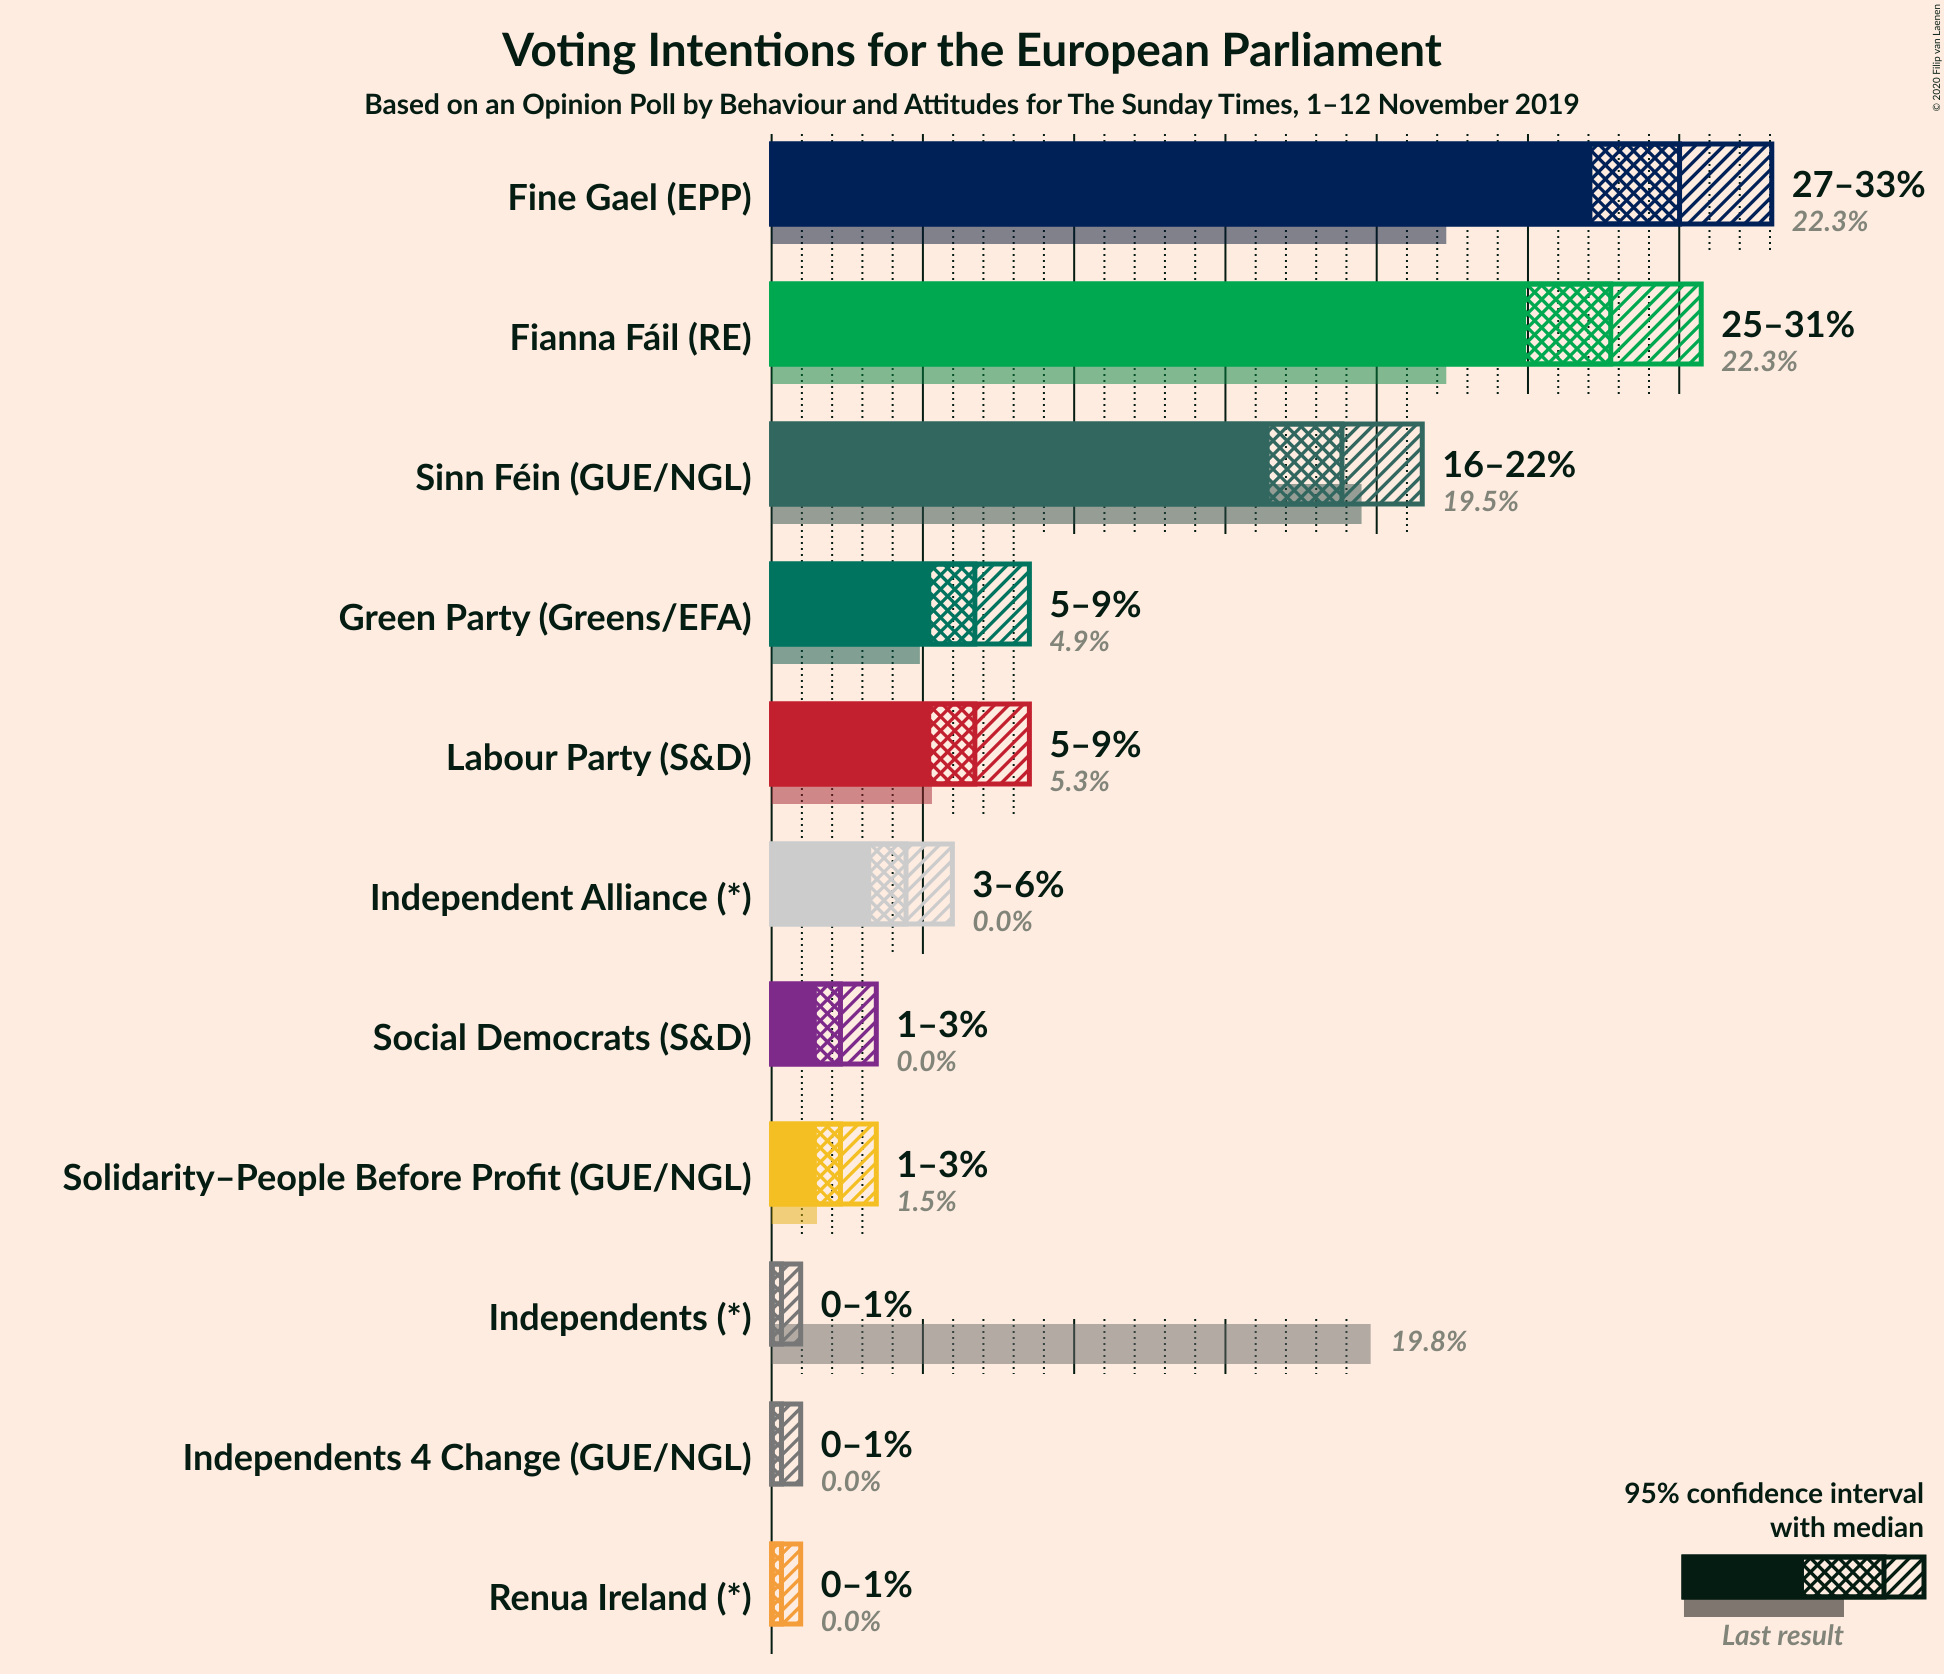 Voting Intentions for the European Parliament
Based on an Opinion Poll by Behaviour and Attitudes for The Sunday Times, 1–12 November 2019
© 2020 Filip van Laenen
Fine Gael (EPP)
27–33%
22.3%
Fianna Fáil (RE)
25–31%
22.3%
Sinn Féin (GUE/NGL)
16–22%
19.5%
Green Party (Greens/EFA)
5–9%
4.9%
Labour Party (S&D)
5–9%
5.3%
Independent Alliance (*)
3–6%
0.0%
Social Democrats (S&D)
1–3%
0.0%
Solidarity–People Before Profit (GUE/NGL)
1–3%
1.5%
Independents (*)
0–1%
19.8%
Independents 4 Change (GUE/NGL)
0–1%
0.0%
Renua Ireland (*)
0–1%
0.0%
95% confidence interval
with median
Last result